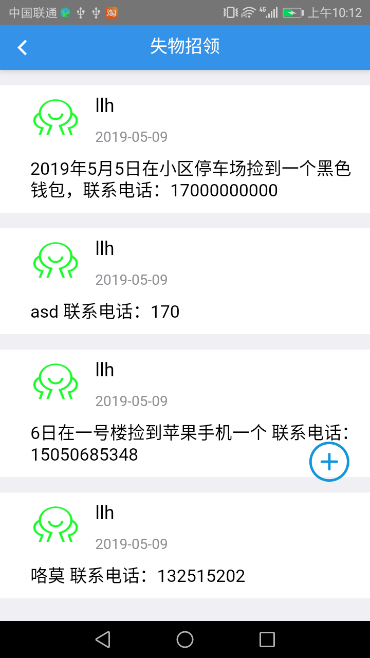 中国联通 淘 4G 上午10:12
失物招领
llh
2019-05-09
2019年5月5日在小区停车场捡到一个黑色
钱包，联系电话：17000000000
llh
2019-05-09
asd 联系电话：170
llh
2019-05-09
6日在一号楼捡到苹果手机一个 联系电话：
15050685348
llh
2019-05-09
咯莫 联系电话：132515202